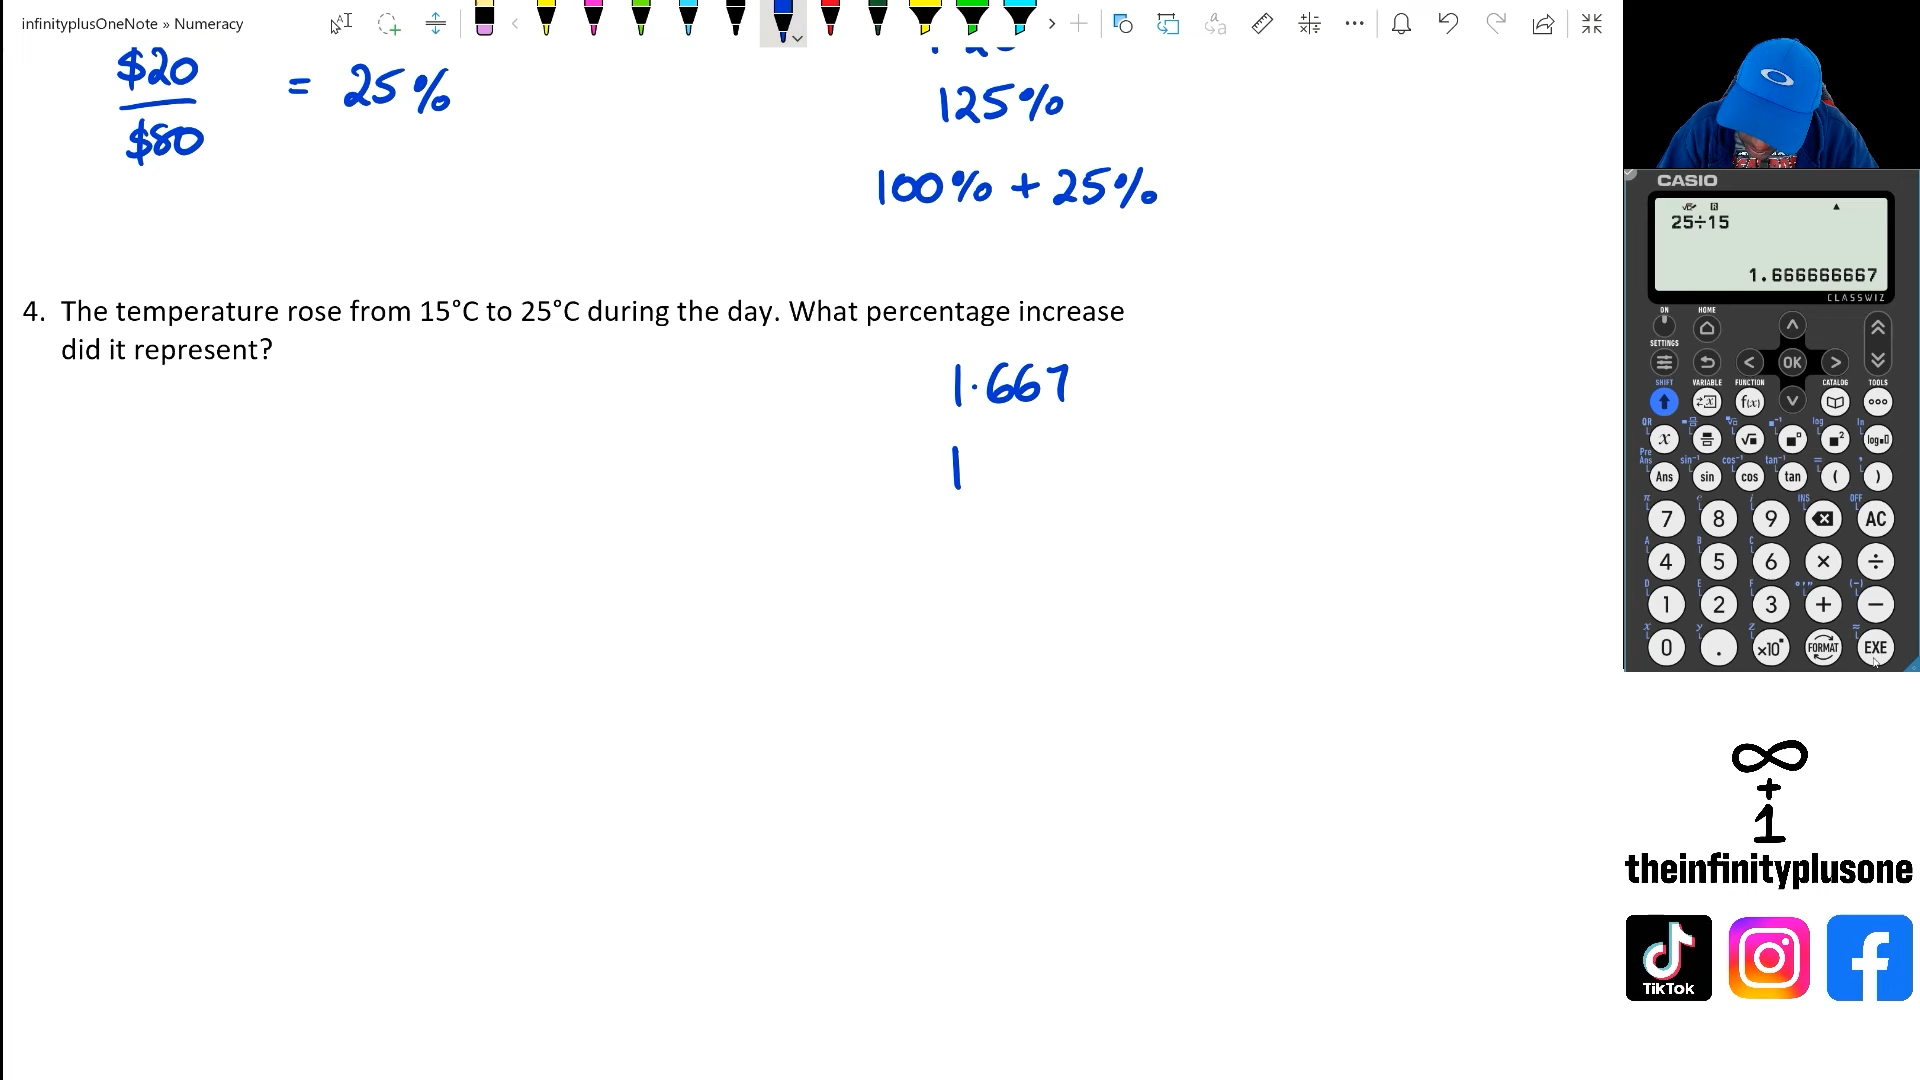 infinityplusOneNote » Numeracy
$20
$80
= 25%
125%
100% + 25%
4. The temperature rose from 15°C to 25°C during the day. What percentage increase
did it represent?
1.667
1
CASIO
25÷15
1.666666667
CLASSWIZ
ON HOME
SETTINGS
OK
SHIFT VARIABLE FUNCTION CATALOG TOOLS
f(x)
Ans sin cos tan ( )
7 8 9 AC
INS OFF
4 5 6 × ÷
1 2 3 + −
0 . ×10 FORMAT EXE
∞
+
1
theinfinityplusone
TikTok